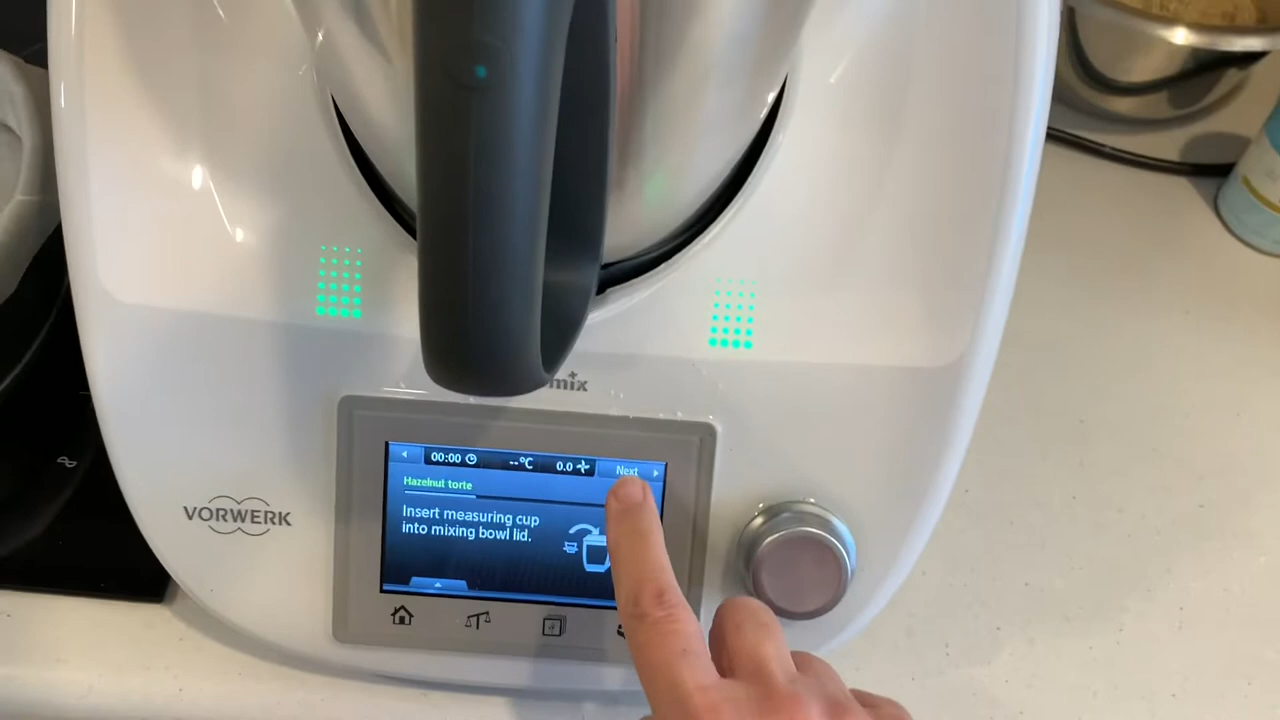 mix
00:00
--°C
0.0
Next
Hazelnut torte
Insert measuring cup
into mixing bowl lid.
VORWERK